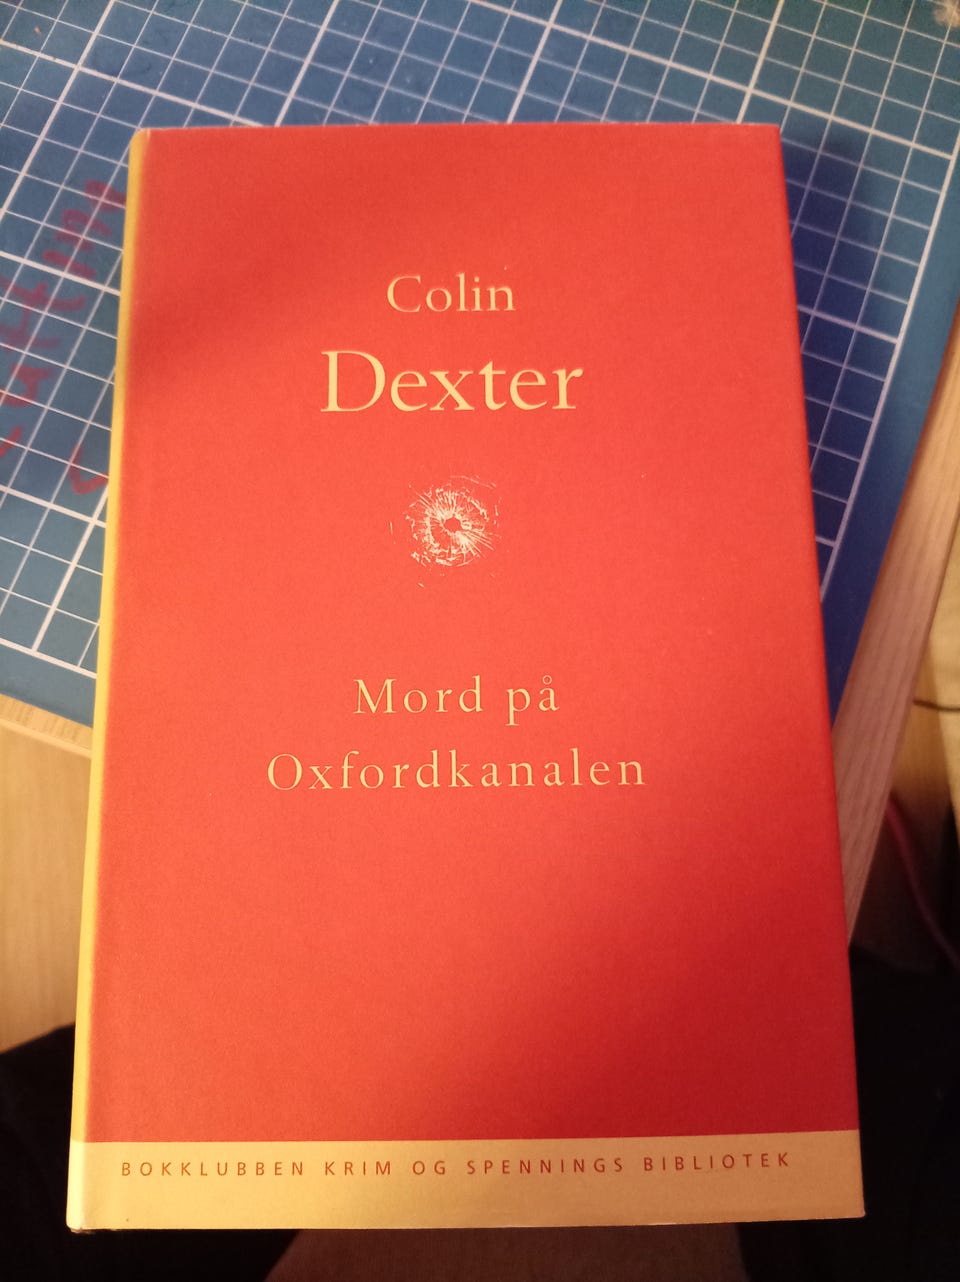 Colin
Dexter
Mord på
Oxfordkanalen
BOKKLUBBEN KRIM OG SPENNINGS BIBLIOTEK